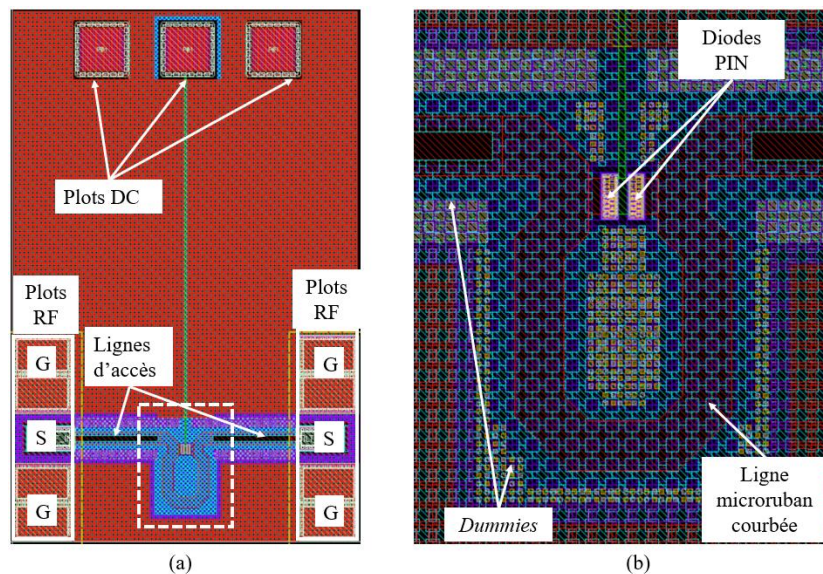 Plots DC
Plots
RF
Plots
RF
Lignes
d’accès
G
S
G
G
S
G
(a)
Diodes
PIN
Dummies
Ligne
microruban
courbée
(b)